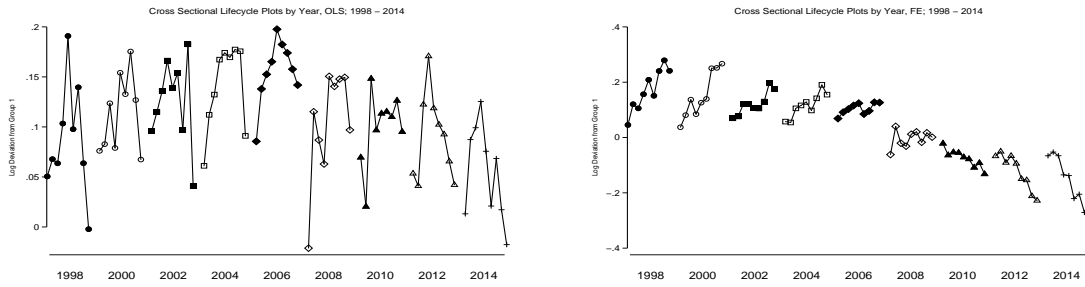 Cross Sectional Lifecycle Plots by Year, OLS; 1998 – 2014
Log Deviation from Group 1
.2
.15
.1
.05
0
1998 2000 2002 2004 2006 2008 2010 2012 2014
Cross Sectional Lifecycle Plots by Year, FE; 1998 – 2014
Log Deviation from Group 1
.4
.2
0
-.2
-.4
1998 2000 2002 2004 2006 2008 2010 2012 2014